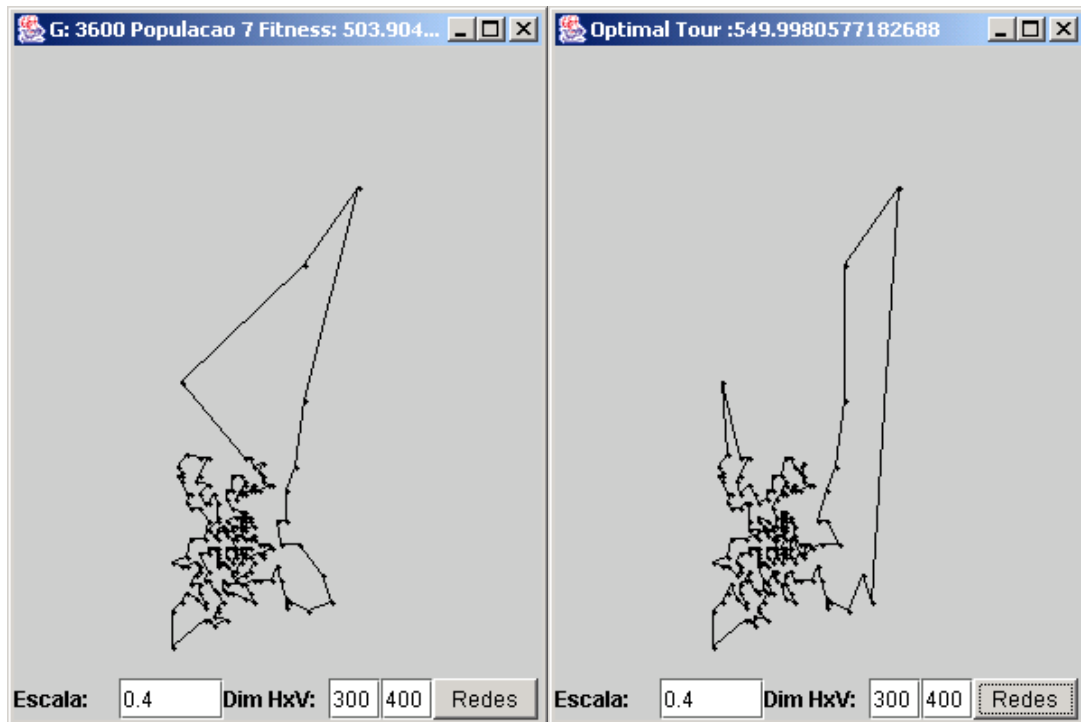 G: 3600 Populacao 7 Fitness: 503.904...
Optimal Tour :549.9980577182688
Escala: 0.4 Dim HxV: 300 400 Redes
Escala: 0.4 Dim HxV: 300 400 Redes